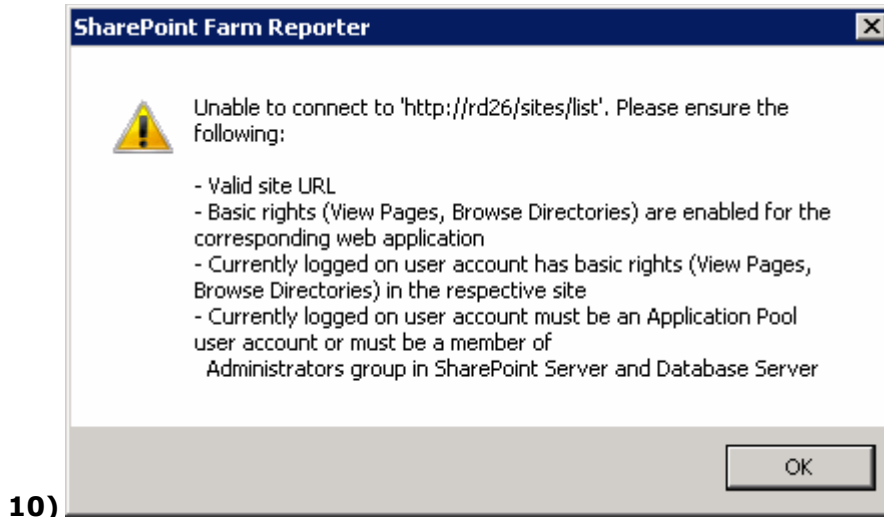 SharePoint Farm Reporter
Unable to connect to 'http://rd26/sites/list'. Please ensure the
following:
- Valid site URL
- Basic rights (View Pages, Browse Directories) are enabled for the
corresponding web application
- Currently logged on user account has basic rights (View Pages,
Browse Directories) in the respective site
- Currently logged on user account must be an Application Pool
user account or must be a member of
Administrators group in SharePoint Server and Database Server
OK
10)